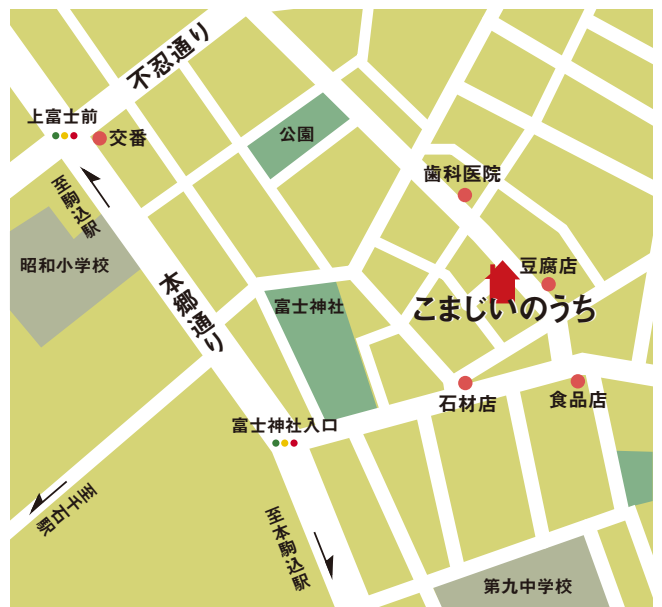 不忍通り
上富士前
交番
公園
至駒込駅
歯科医院
昭和小学校
本郷通り
豆腐店
富士神社
こまじいのうち
石材店
食品店
富士神社入口
至千石駅
至本駒込駅
第九中学校